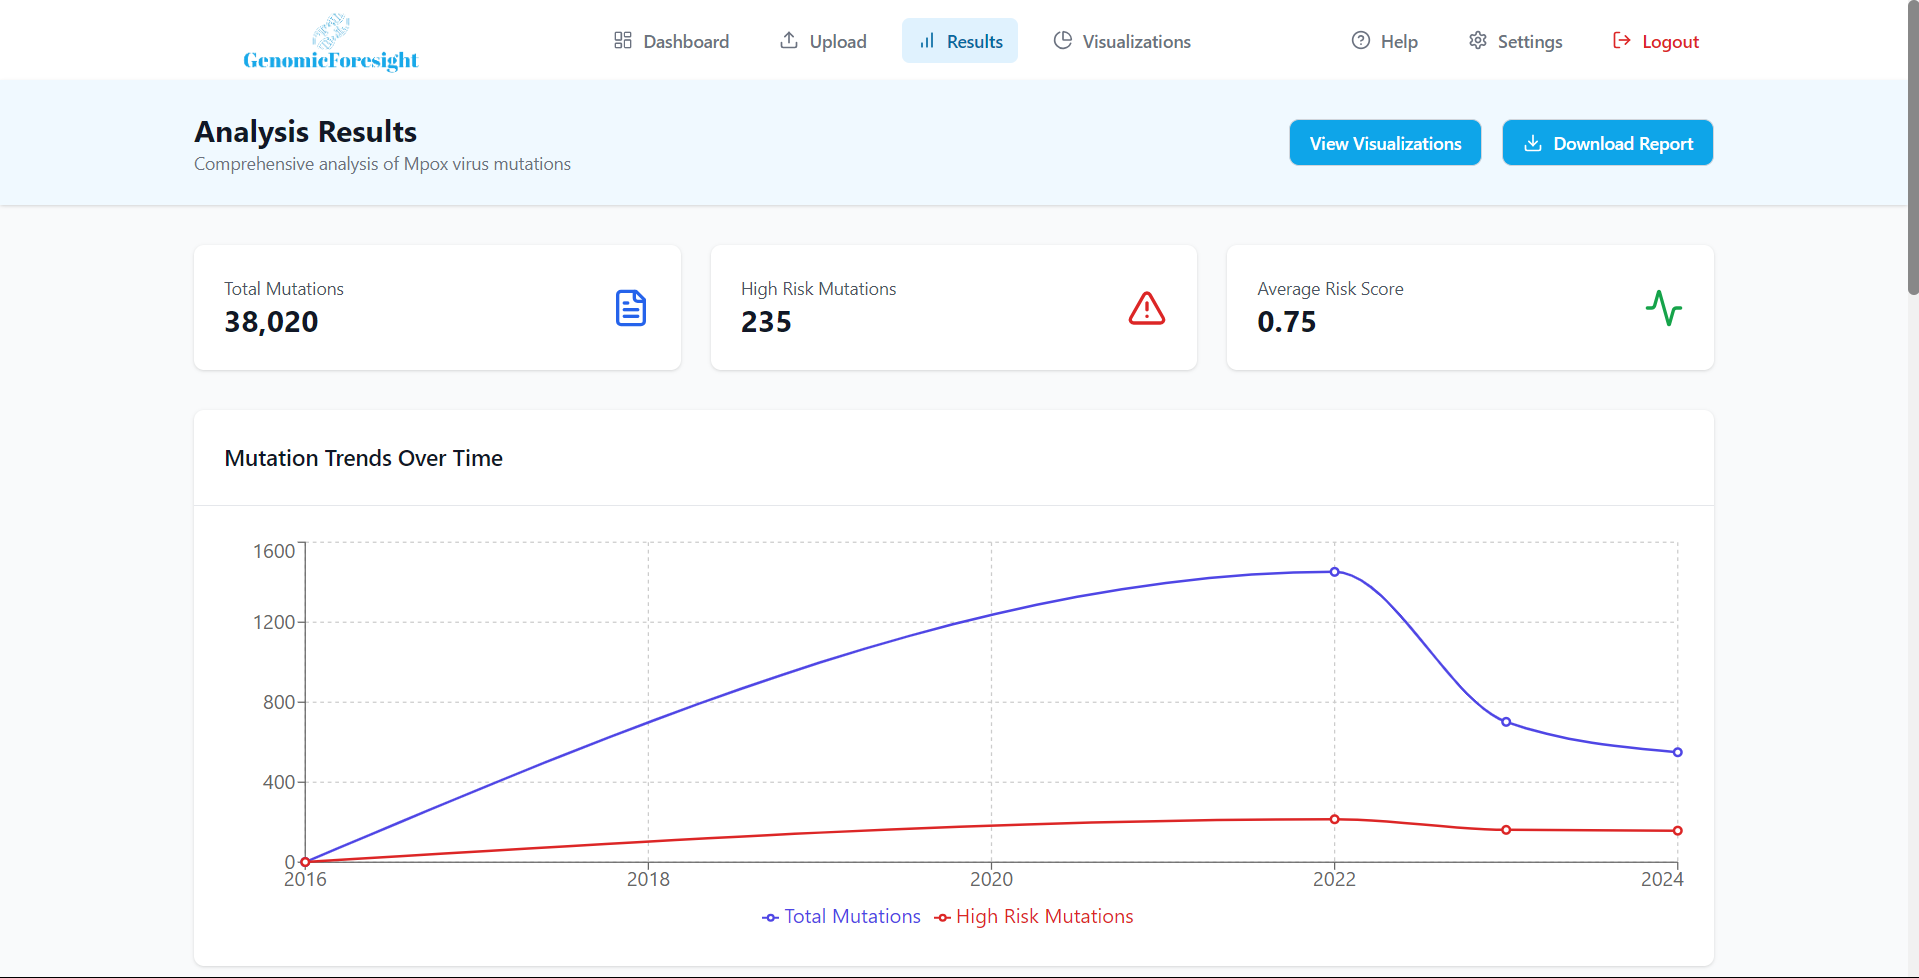 GenomicForesight
Dashboard
Upload
Results
Visualizations
Help
Settings
Logout
Analysis Results
Comprehensive analysis of Mpox virus mutations
View Visualizations
Download Report
Total Mutations
38,020
High Risk Mutations
235
Average Risk Score
0.75
Mutation Trends Over Time
1600
1200
800
400
0
2016
2018
2020
2022
2024
Total Mutations
High Risk Mutations